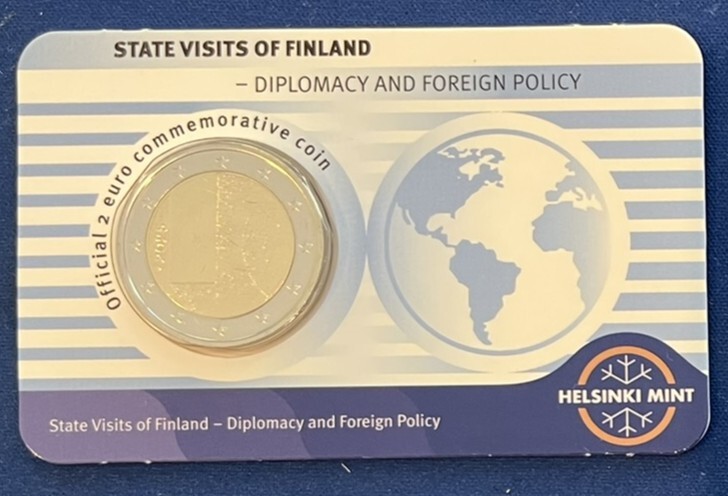 STATE VISITS OF FINLAND
– DIPLOMACY AND FOREIGN POLICY
Official 2 euro commemorative coin
HELSINKI MINT
State Visits of Finland – Diplomacy and Foreign Policy